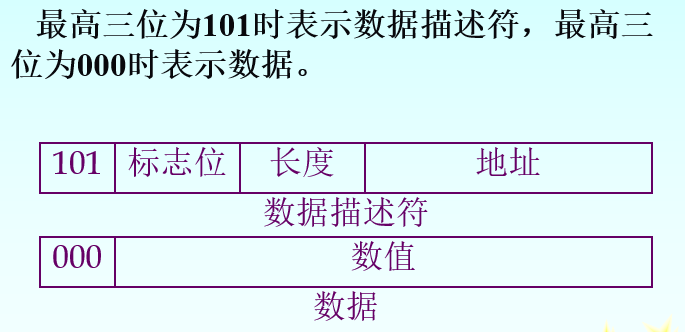 最高三位为101时表示数据描述符，最高三
位为000时表示数据。
101 标志位 长度 地址
数据描述符
000 数值
数据